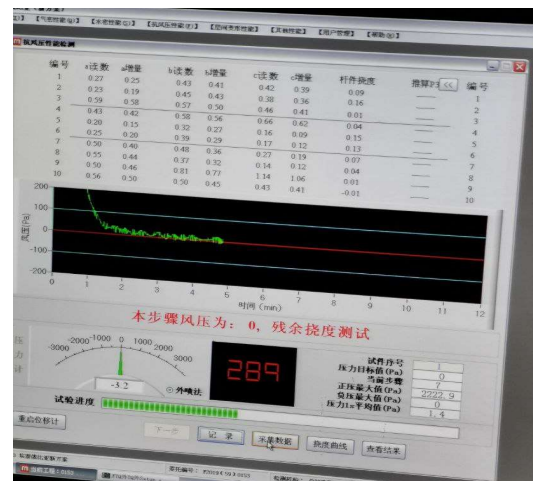 【气密性能(Q)】 【水密性能(S)】 【抗风压性能(F)】 【层间变形性能】 【其他性能】 【用户管理】 【帮助(H)】
抗风压性能检测
编号 a读数 a增量 b读数 b增量 c读数 c增量 杆件挠度 推算P3 << 编号
1 0.27 0.25 0.43 0.41 0.42 0.39 0.09 1
2 0.23 0.19 0.45 0.43 0.38 0.36 0.16 2
3 0.59 0.58 0.57 0.50 0.46 0.41 0.01 3
4 0.43 0.42 0.58 0.56 0.66 0.62 0.04 4
5 0.20 0.15 0.32 0.27 0.16 0.09 0.15 5
6 0.25 0.20 0.39 0.29 0.17 0.12 0.13 6
7 0.50 0.40 0.48 0.36 0.27 0.19 0.07 7
8 0.55 0.44 0.37 0.32 0.14 0.12 0.04 8
9 0.50 0.46 0.81 0.77 1.14 1.06 0.01 9
10 0.56 0.50 0.50 0.45 0.43 0.41 -0.01 10
200
100
0
-100
-200
风压(Pa)
0 1 2 3 4 5 6 7 8 9 10 11 12
时间 (min)
本步骤风压为: 0, 残余挠度测试
压力计
-3000 -2000 -1000 0 1000 2000 3000
-3.2
289
外喷法
试件序号 1
压力目标值(Pa) 0
当前步骤 7
正压最大值(Pa) 2222.9
负压最大值(Pa) 0
压力1s平均值(Pa) 1.4
试验进度
重启位移计 下一步 记 录 采集数据 挠度曲线 查看结果